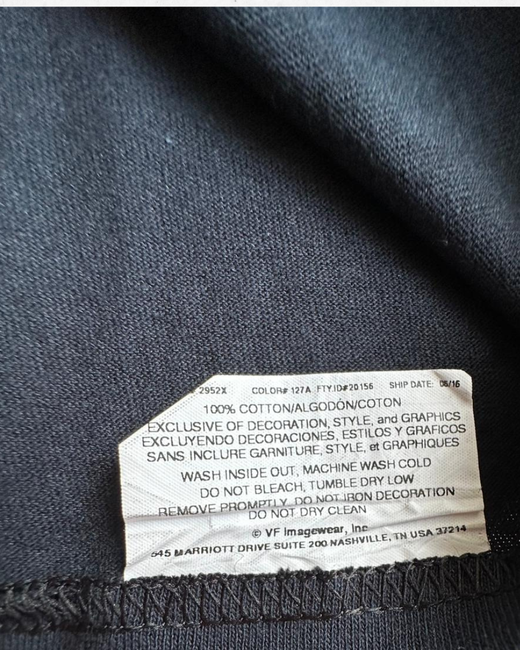 2952X COLOR# 127A FTY.ID#20156 SHIP DATE: 06/16
100% COTTON/ALGODÓN/COTON
EXCLUSIVE OF DECORATION, STYLE, and GRAPHICS
EXCLUYENDO DECORACIONES, ESTILOS Y GRAFICOS
SANS INCLURE GARNITURE, STYLE, et GRAPHIQUES
WASH INSIDE OUT, MACHINE WASH COLD
DO NOT BLEACH, TUMBLE DRY LOW
REMOVE PROMPTLY, DO NOT IRON DECORATION
DO NOT DRY CLEAN
© VF Imagewear, Inc
545 MARRIOTT DRIVE SUITE 200 NASHVILLE, TN USA 37214